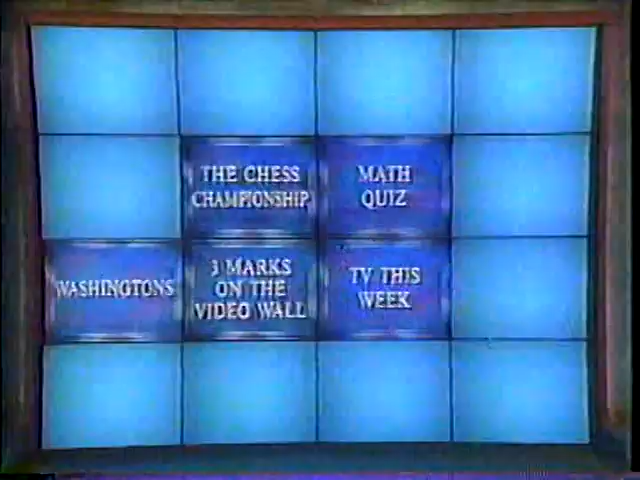 THE CHESS
CHAMPIONSHIP
MATH
QUIZ
WASHINGTONS
3 MARKS
ON THE
VIDEO WALL
TV THIS
WEEK